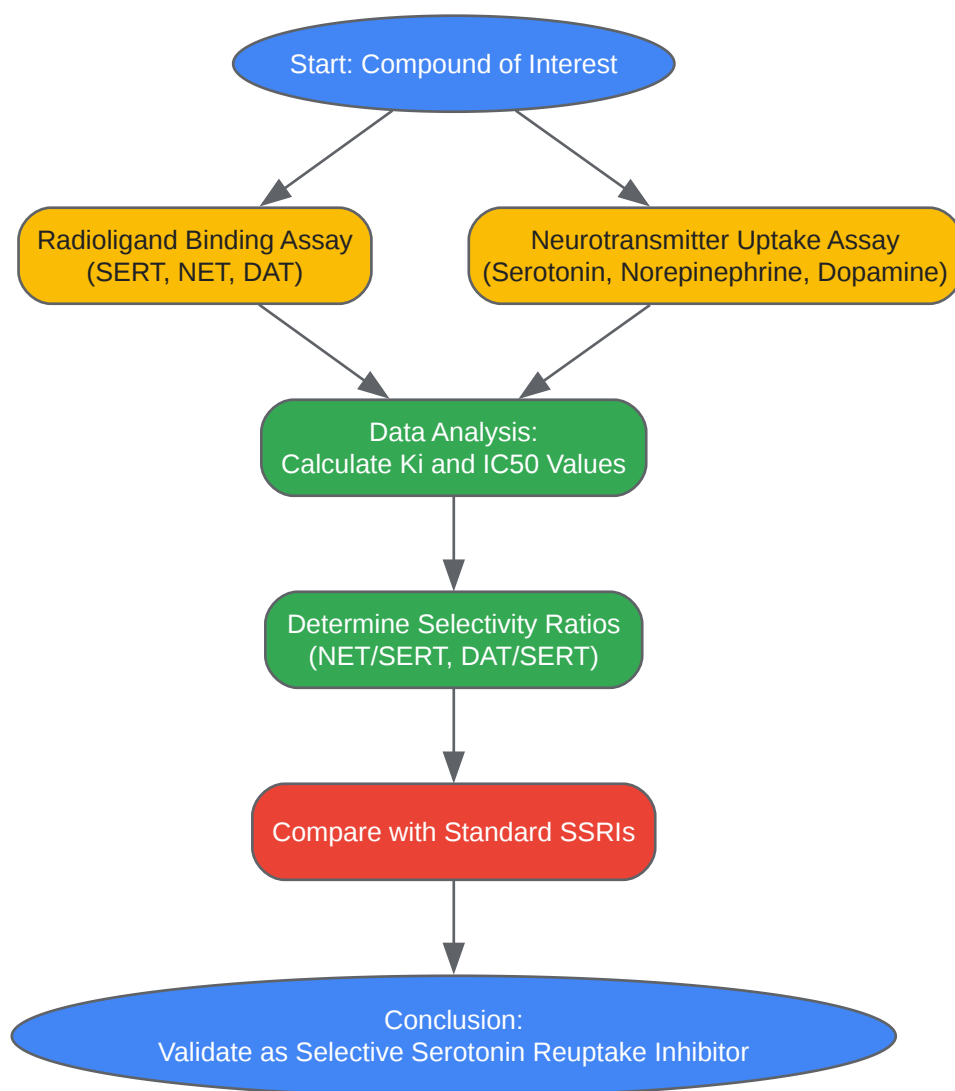 Start: Compound of Interest
Radioligand Binding Assay
(SERT, NET, DAT)
Neurotransmitter Uptake Assay
(Serotonin, Norepinephrine, Dopamine)
Data Analysis:
Calculate Ki and IC50 Values
Determine Selectivity Ratios
(NET/SERT, DAT/SERT)
Compare with Standard SSRIs
Conclusion:
Validate as Selective Serotonin Reuptake Inhibitor